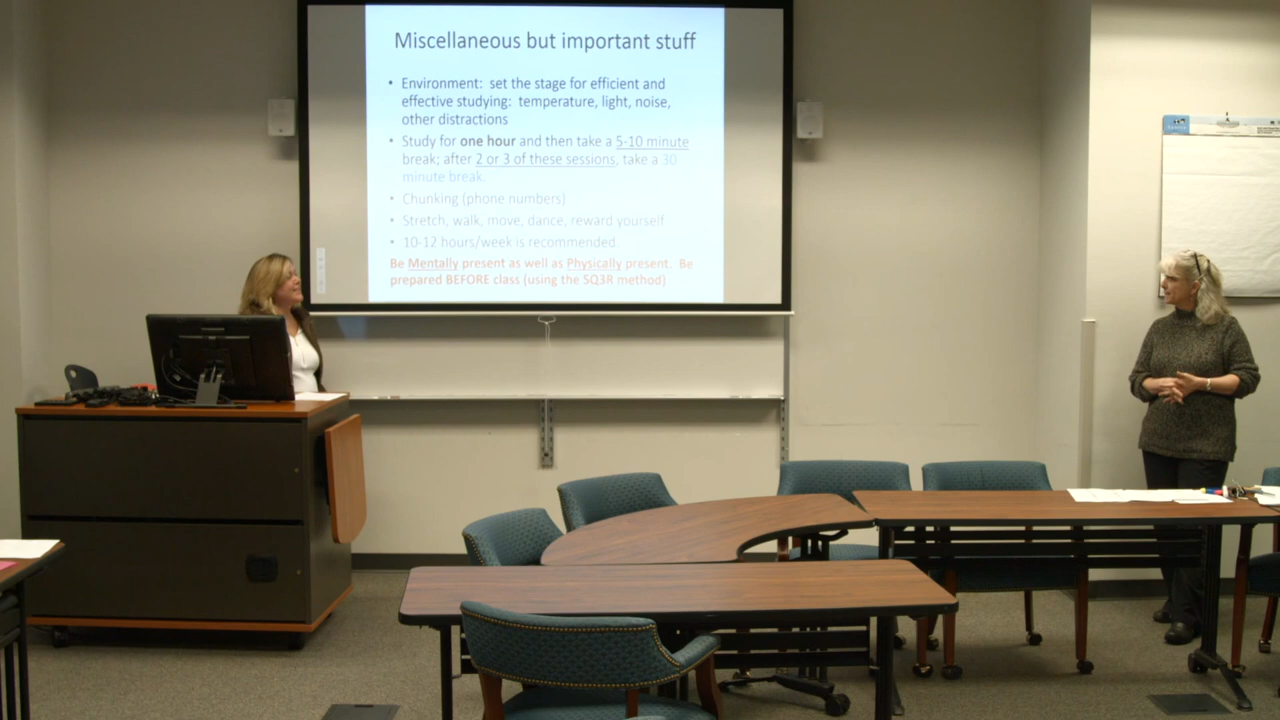 Miscellaneous but important stuff
• Environment: set the stage for efficient and
effective studying: temperature, light, noise,
other distractions
• Study for one hour and then take a 5-10 minute
break; after 2 or 3 of these sessions, take a 30
minute break.
• Chunking (phone numbers)
• Stretch, walk, move, dance, reward yourself
• 10-12 hours/week is recommended.
Be Mentally present as well as Physically present. Be
prepared BEFORE class (using the SQ3R method)